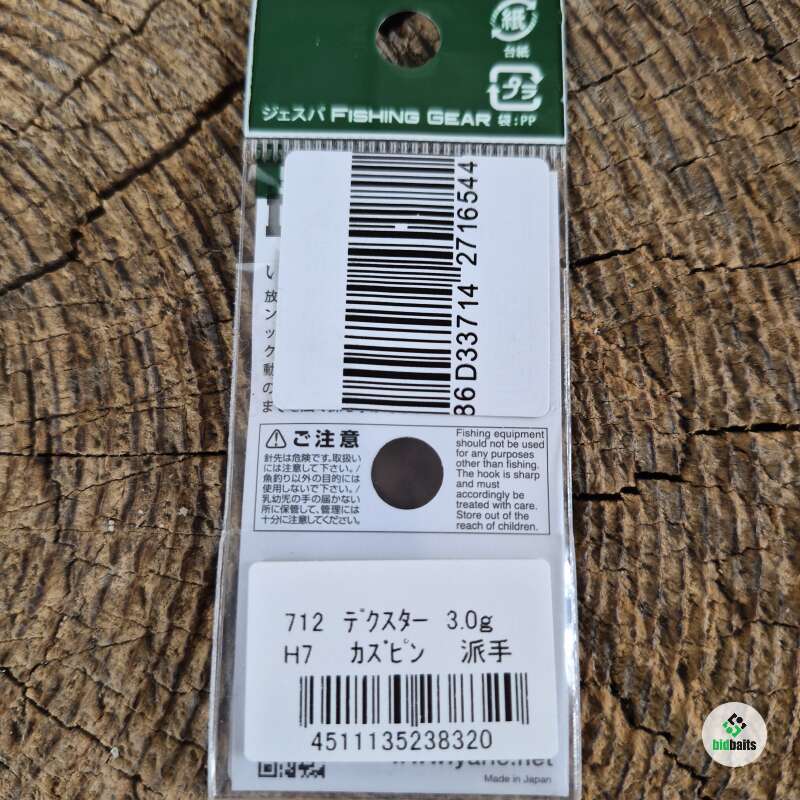 紙
台紙
プラ
ジェスパ FISHING GEAR 袋:PP
い
放
ン
ッ
ク
動
の
86D33714 2716544
⚠ ご注意
針先は危険です。取扱い
には注意して下さい。/
魚釣り以外の目的には
使用しないで下さい。/
乳幼児の手の届かない
所に保管して、管理には
十分に注意してください。
Fishing equipment
should not be used
for any purposes
other than fishing.
The hook is sharp
and must
accordingly be
treated with care.
Store out of the
reach of children.
712 デクスター 3.0g
H7 カズピン 派手
4511135238320
Made in Japan
bidbaits